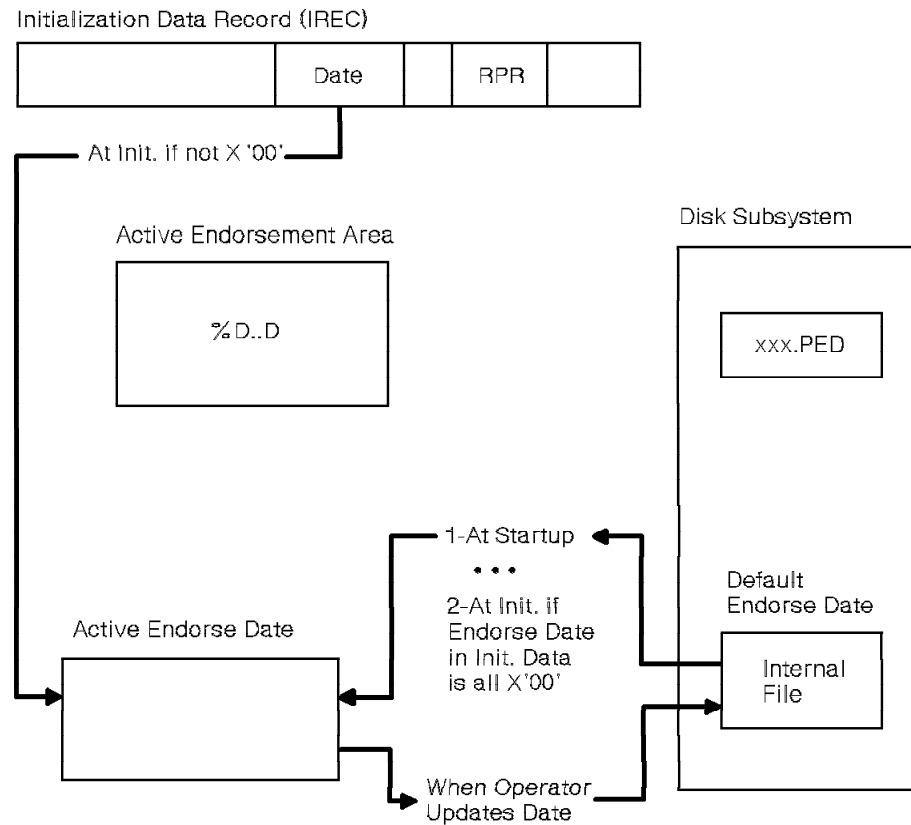 Initialization Data Record (IREC)
Date
RPR
At Init. if not X '00'
Disk Subsystem
Active Endorsement Area
%D..D
xxx.PED
1-At Startup
• • •
2-At Init. if
Endorse Date
in Init. Data
is all X'00'
Default
Endorse Date
Active Endorse Date
Internal
File
When Operator
Updates Date